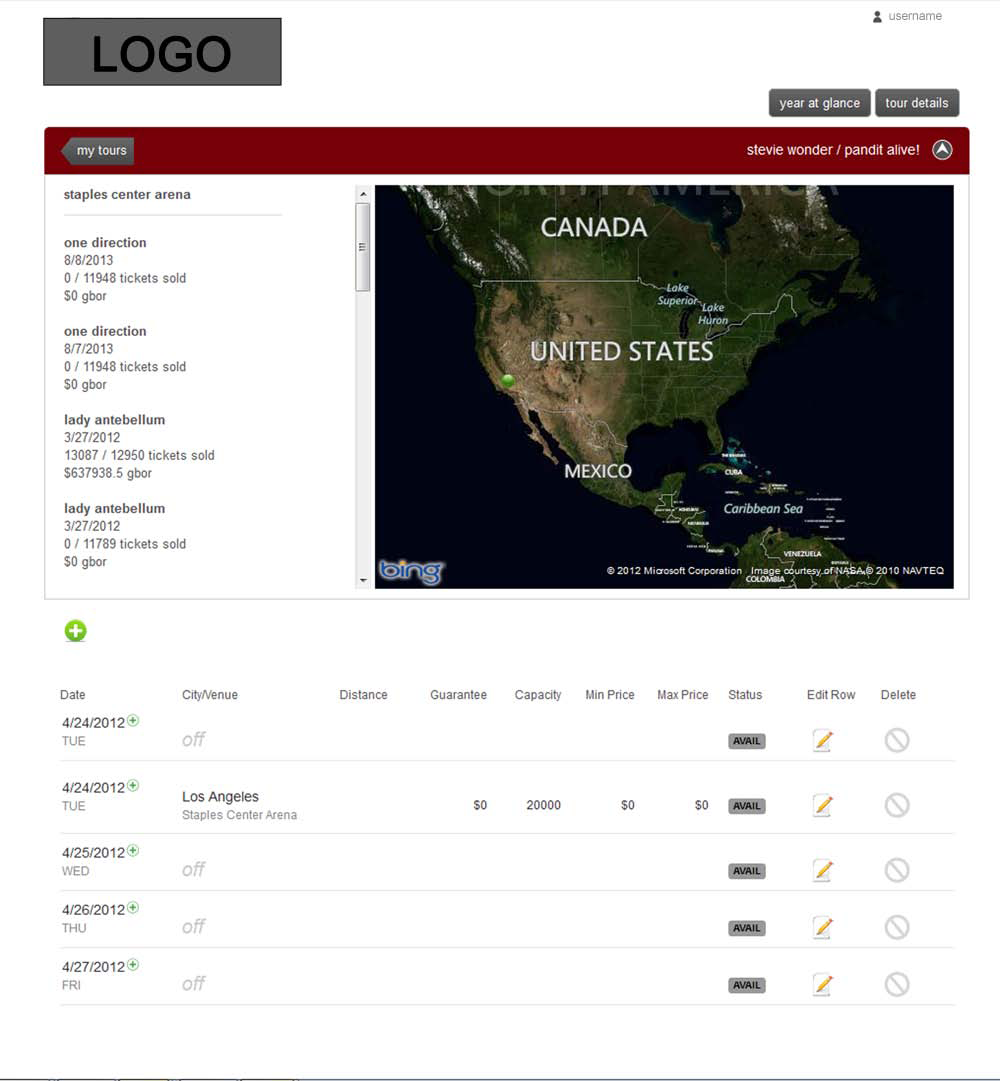 username
LOGO
year at glance
tour details
my tours
stevie wonder / pandit alive!
staples center arena
one direction
8/8/2013
0 / 11948 tickets sold
$0 gbor
one direction
8/7/2013
0 / 11948 tickets sold
$0 gbor
lady antebellum
3/27/2012
13087 / 12950 tickets sold
$637938.5 gbor
lady antebellum
3/27/2012
0 / 11789 tickets sold
$0 gbor
NORTH AMERICA
CANADA
Lake
Superior
Lake
Huron
UNITED STATES
MEXICO
THE BAHAMAS
CUBA
Caribbean Sea
HONDURAS
NICARAGUA
PANAMA
VENEZUELA
COLOMBIA
bing
© 2012 Microsoft Corporation   Image courtesy of NASA © 2010 NAVTEQ
Date City/Venue Distance Guarantee Capacity Min Price Max Price Status Edit Row Delete
4/24/2012
TUE off AVAIL
4/24/2012
TUE Los Angeles $0 20000 $0 $0 AVAIL
Staples Center Arena
4/25/2012
WED off AVAIL
4/26/2012
THU off AVAIL
4/27/2012
FRI off AVAIL